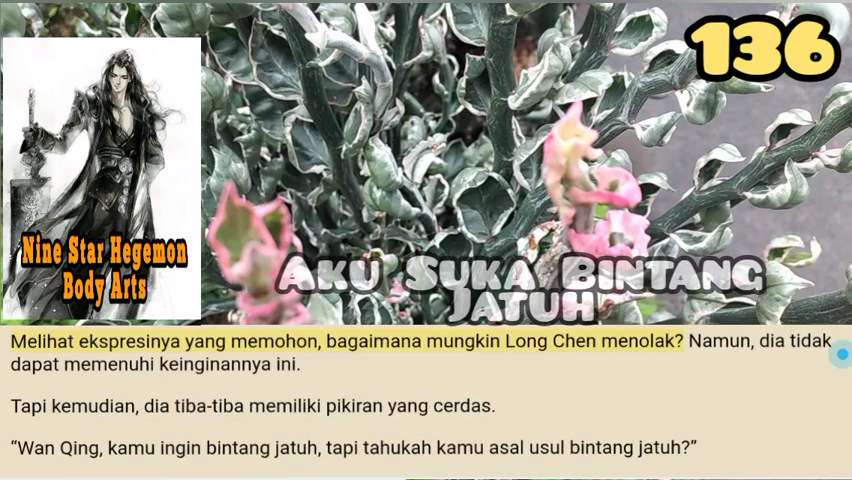 136
Nine Star Hegemon
Body Arts
Aku Suka Bintang
Jatuh
Melihat ekspresinya yang memohon, bagaimana mungkin Long Chen menolak? Namun, dia tidak
dapat memenuhi keinginannya ini.
Tapi kemudian, dia tiba-tiba memiliki pikiran yang cerdas.
“Wan Qing, kamu ingin bintang jatuh, tapi tahukah kamu asal usul bintang jatuh?”